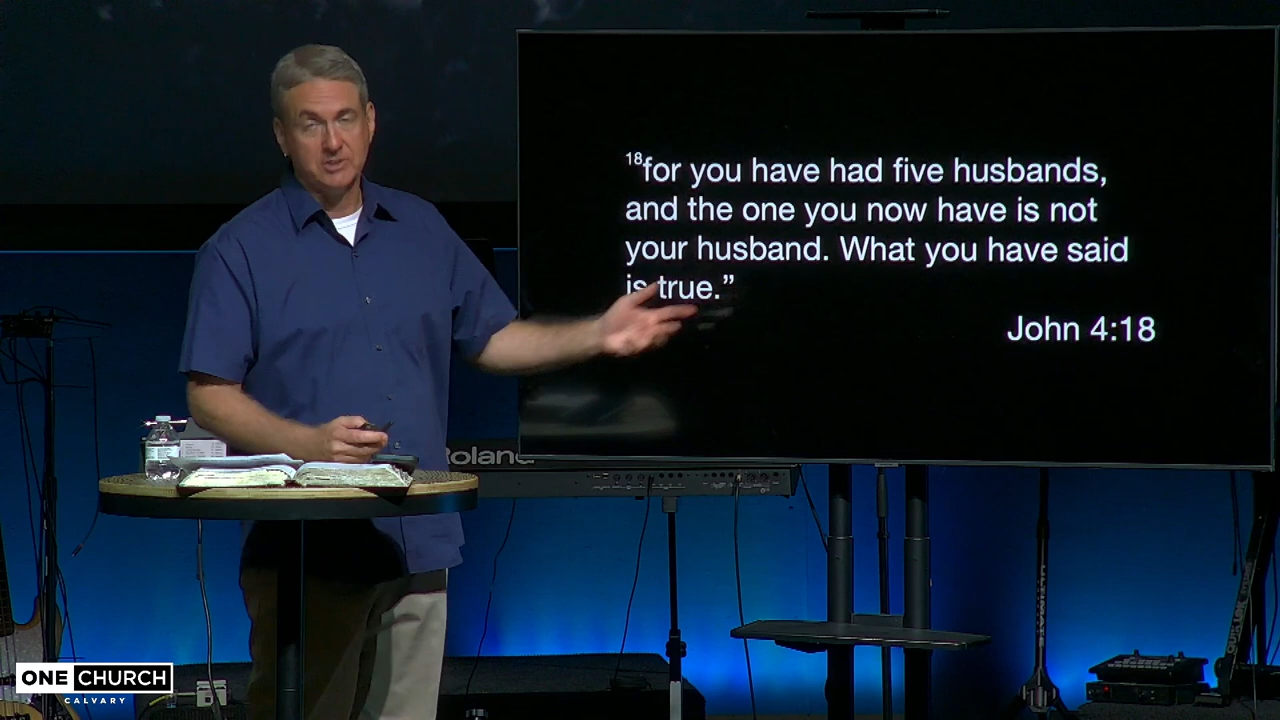 18for you have had five husbands,
and the one you now have is not
your husband. What you have said
is true.”
John 4:18
Roland
ONE CHURCH
CALVARY